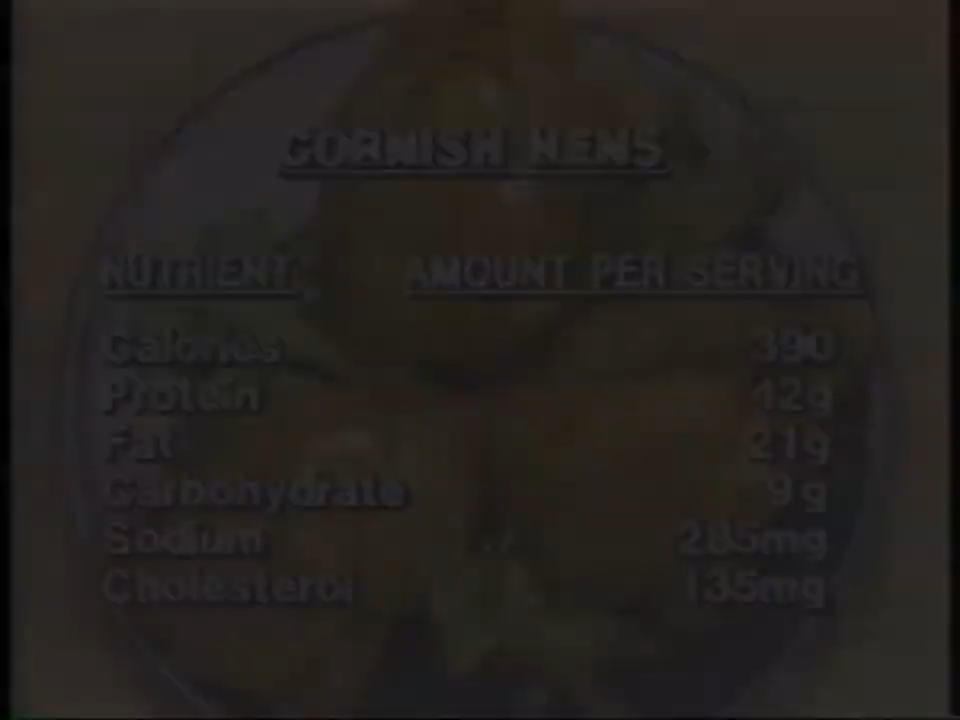 CORNISH HENS
NUTRIENT AMOUNT PER SERVING
Calories 390
Protein 42g
Fat 21g
Carbohydrate 9g
Sodium 285mg
Cholesterol 135mg